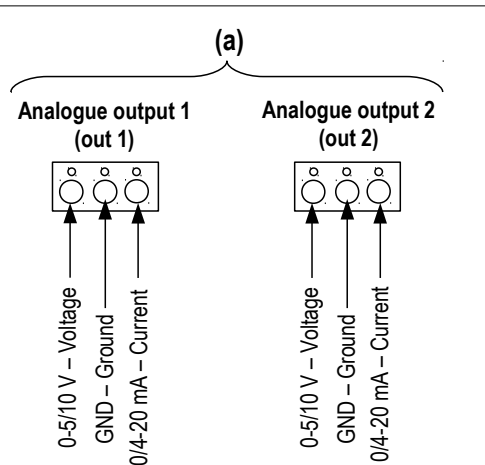 (a)
Analogue output 1
(out 1)
Analogue output 2
(out 2)
0-5/10 V – Voltage
GND – Ground
0/4-20 mA – Current
0-5/10 V – Voltage
GND – Ground
0/4-20 mA – Current